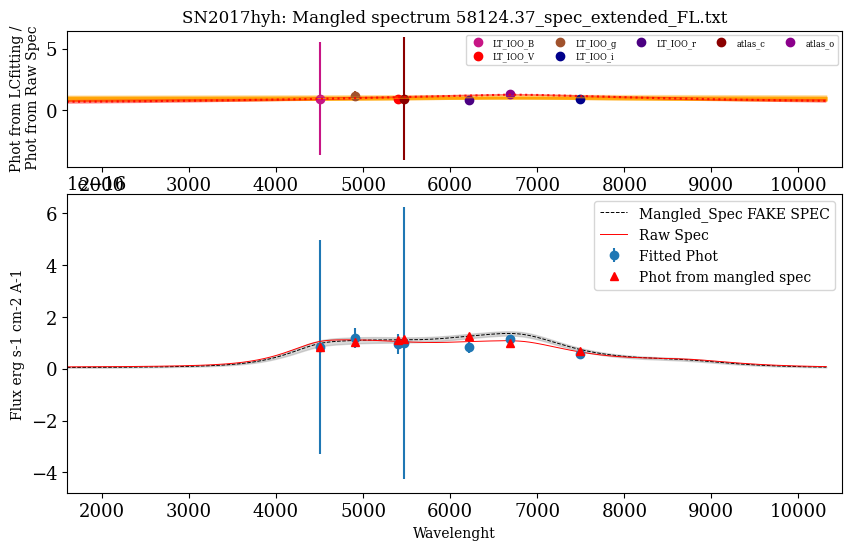 SN2017hyh: Mangled spectrum 58124.37_spec_extended_FL.txt
Phot from LCfitting /
Phot from Raw Spec
5
0
LT_IOO_B LT_IOO_g LT_IOO_r atlas_c atlas_o
LT_IOO_V LT_IOO_i
2000 3000 4000 5000 6000 7000 8000 9000 10000
1e−16
Flux erg s-1 cm-2 A-1
6
4
2
0
−2
−4
Mangled_Spec FAKE SPEC
Raw Spec
Fitted Phot
Phot from mangled spec
2000 3000 4000 5000 6000 7000 8000 9000 10000
Wavelenght